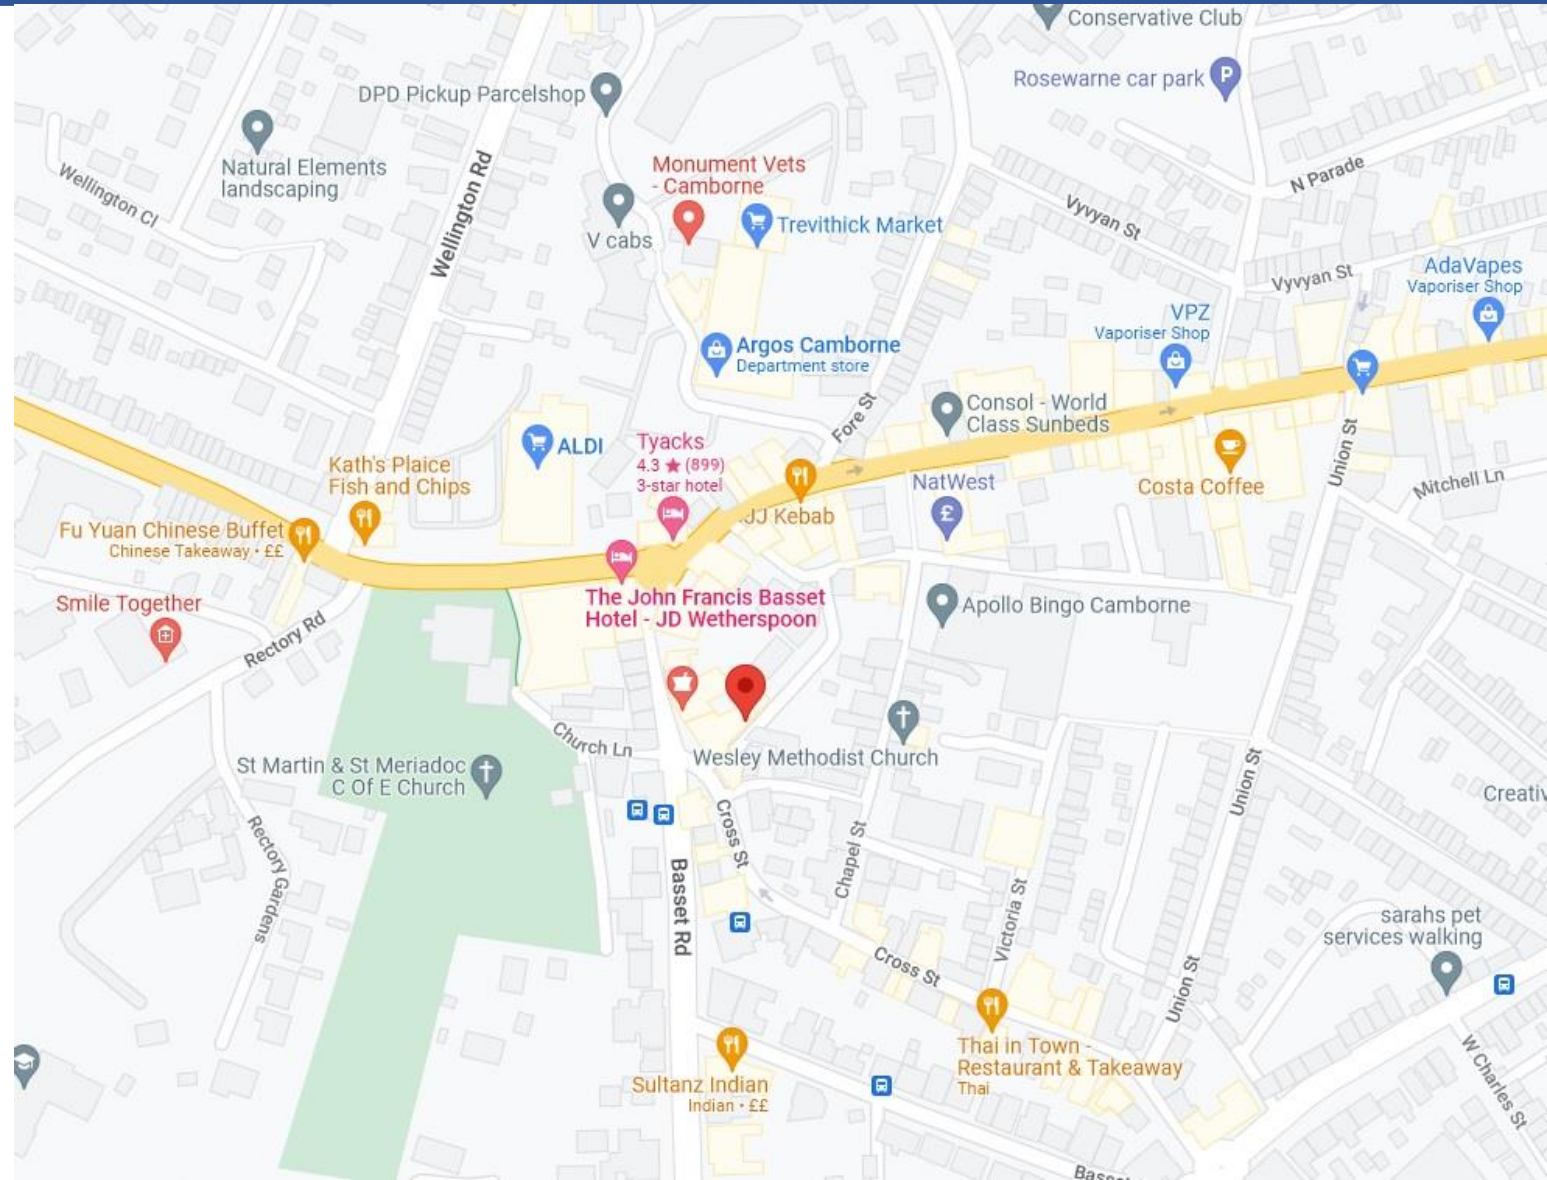 Conservative Club
Rosewarne car park
P
DPD Pickup Parcelshop
Natural Elements
landscaping
Wellington Cl
Wellington Rd
Monument Vets
- Camborne
V cabs
Trevithick Market
N Parade
Vyvyan St
Vyvyan St
AdaVapes
Vaporiser Shop
VPZ
Vaporiser Shop
Argos Camborne
Department store
Fore St
Consol - World
Class Sunbeds
ALDI
Tyacks
4.3 ★ (899)
3-star hotel
Kath's Plaice
Fish and Chips
JJ Kebab
NatWest
£
Costa Coffee
Union St
Mitchell Ln
Fu Yuan Chinese Buffet
Chinese Takeaway • ££
Smile Together
Rectory Rd
The John Francis Basset
Hotel - JD Wetherspoon
Apollo Bingo Camborne
Church Ln
Wesley Methodist Church
St Martin & St Meriadoc
C Of E Church
Union St
Creativ
Rectory Gardens
Cross St
Basset Rd
Chapel St
Victoria St
Cross St
sarahs pet
services walking
Union St
Thai in Town -
Restaurant & Takeaway
Thai
Sultanz Indian
Indian • ££
W Charles St
Basset